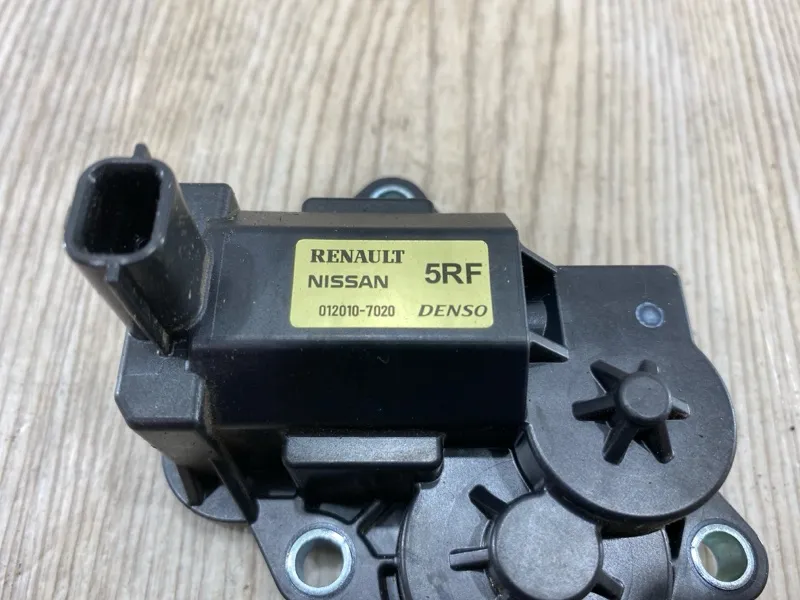 RENAULT
NISSAN 5RF
012010-7020 DENSO